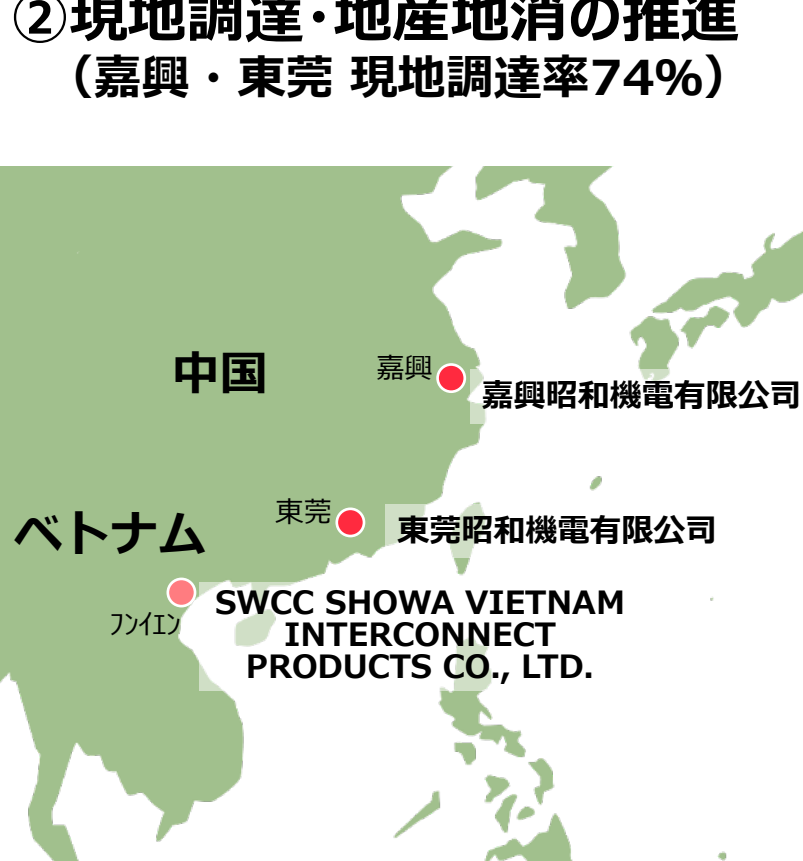 ②現地調達・地産地消の推進
（嘉興・東莞 現地調達率74%）
中国
嘉興
嘉興昭和機電有限公司
東莞
東莞昭和機電有限公司
ベトナム
フンイエン
SWCC SHOWA VIETNAM
INTERCONNECT
PRODUCTS CO., LTD.